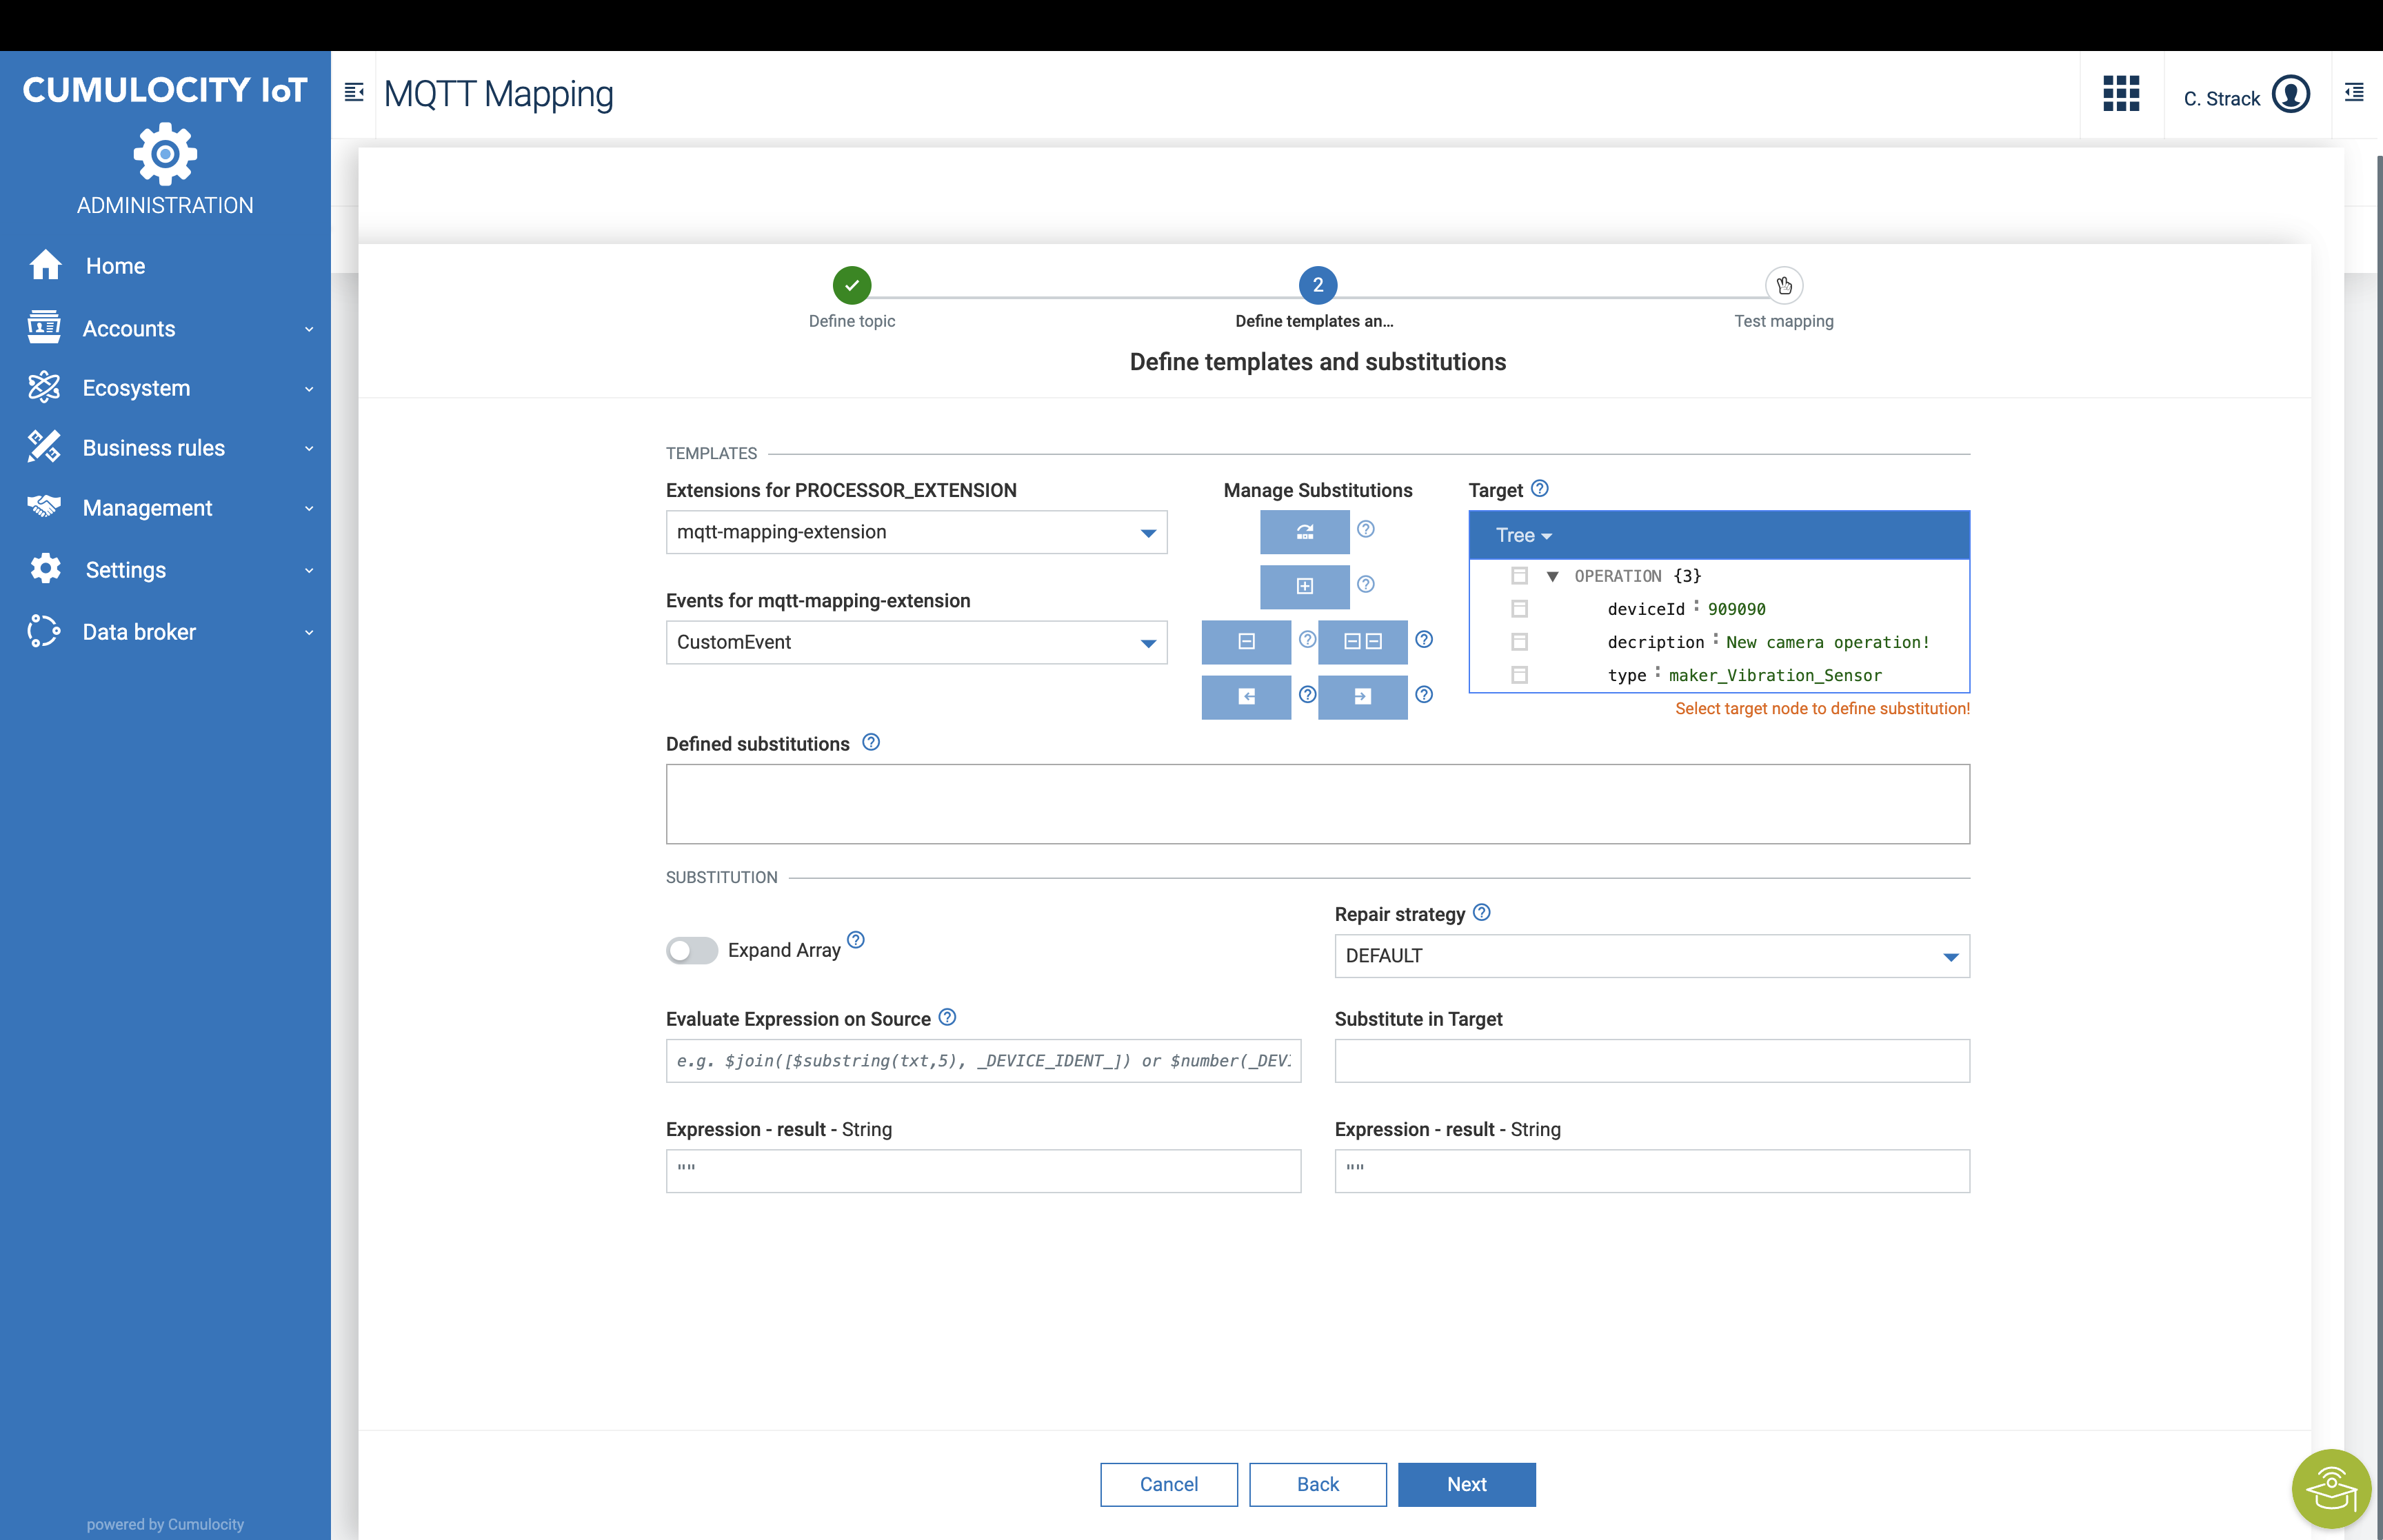 CUMULOCITY IoT
ADMINISTRATION
Home
Accounts
Ecosystem
Business rules
Management
Settings
Data broker
powered by Cumulocity
MQTT Mapping
C. Strack
2
Define topic
Define templates an...
Test mapping
Define templates and substitutions
TEMPLATES
Extensions for PROCESSOR_EXTENSION
mqtt-mapping-extension
Events for mqtt-mapping-extension
CustomEvent
Manage Substitutions
Target
Tree
OPERATION {3}
deviceId : 909090
decription : New camera operation!
type : maker_Vibration_Sensor
Select target node to define substitution!
Defined substitutions
SUBSTITUTION
Expand Array
Repair strategy
DEFAULT
Evaluate Expression on Source
Substitute in Target
e.g. $join([$substring(txt,5), _DEVICE_IDENT_]) or $number(_DEV
Expression - result - String
Expression - result - String
""
""
Cancel
Back
Next